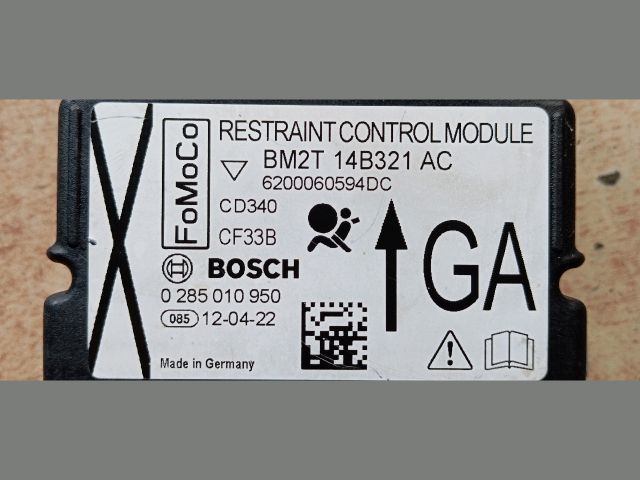 FoMoCo
RESTRAINT CONTROL MODULE
BM2T 14B321 AC
6200060594DC
CD340
CF33B
BOSCH
GA
0 285 010 950
085 12-04-22
Made in Germany